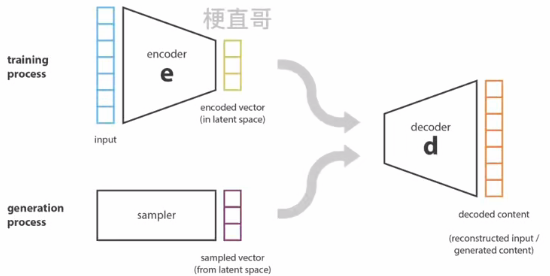 梗直哥
training
process
encoder
e
encoded vector
(in latent space)
input
decoder
d
generation
process
sampler
sampled vector
(from latent space)
decoded content
(reconstructed input /
generated content)